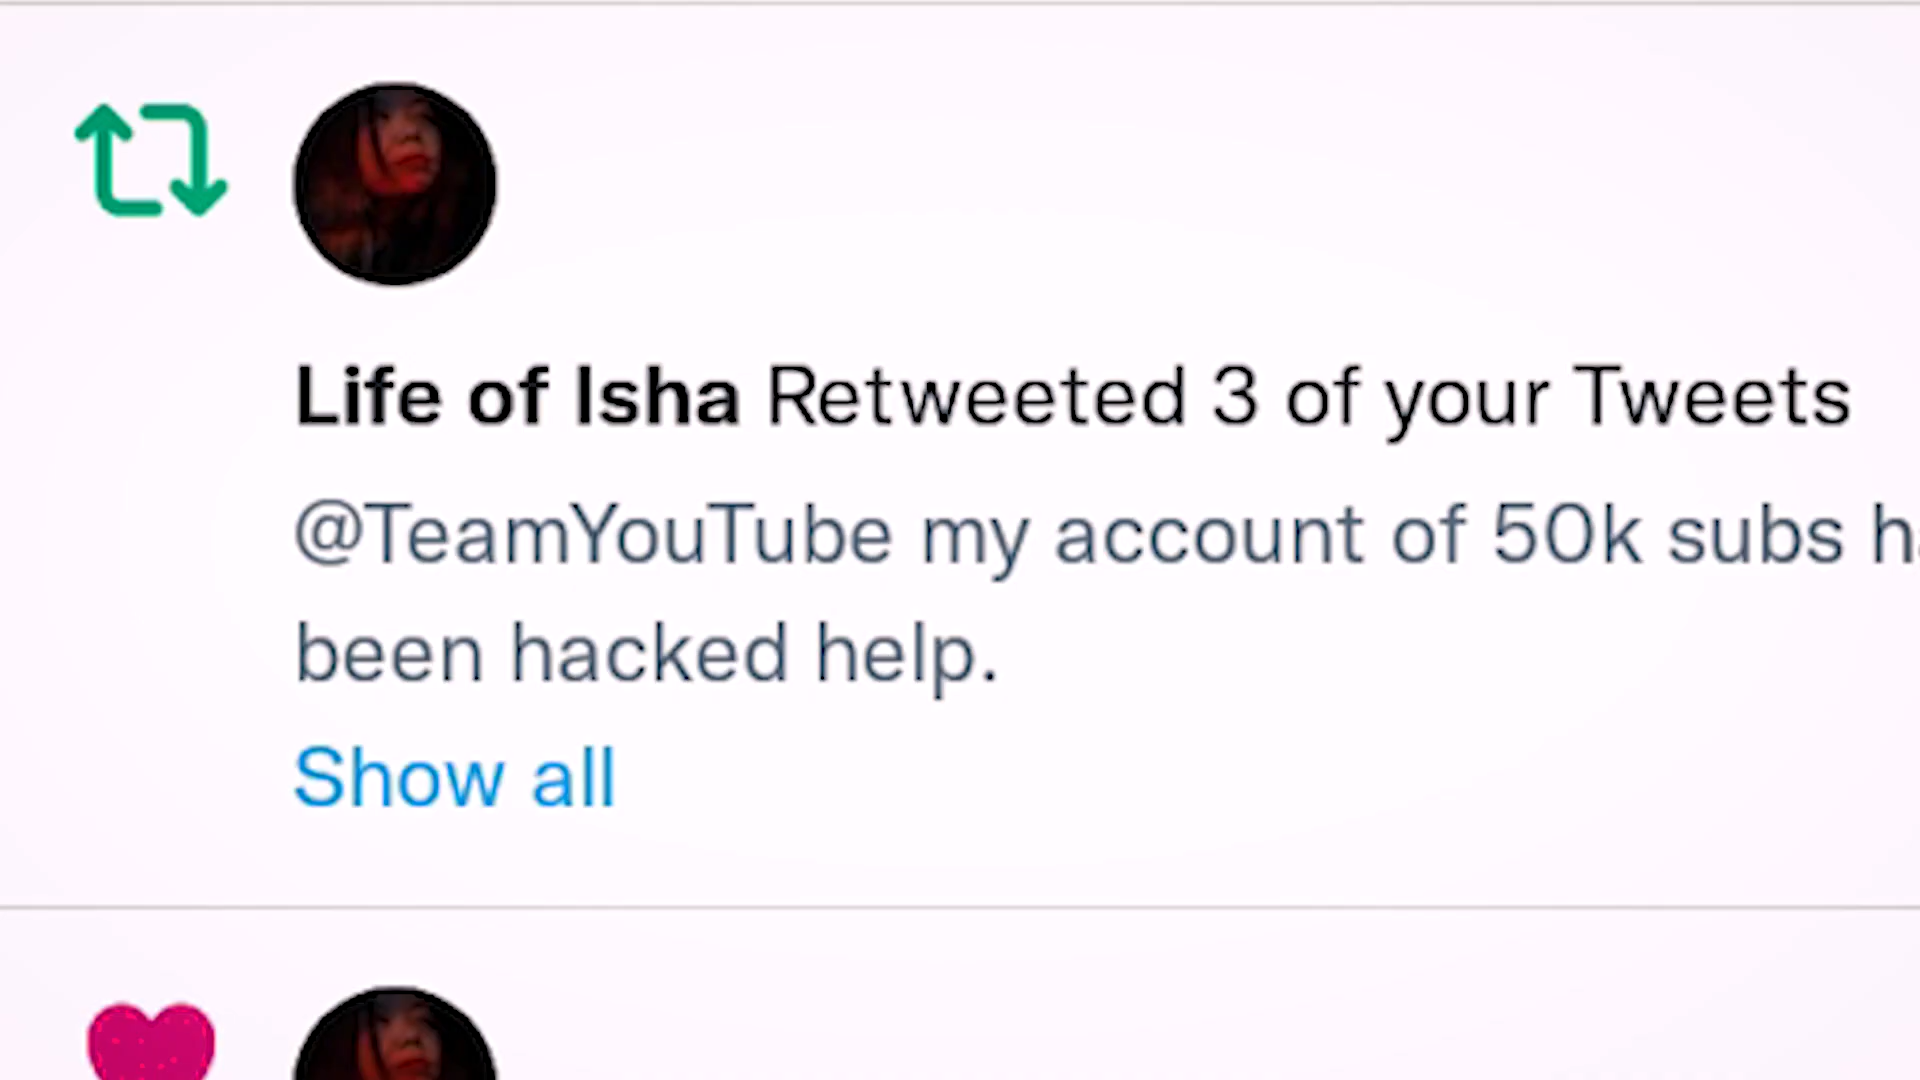 Life of Isha Retweeted 3 of your Tweets
@TeamYouTube my account of 50k subs
been hacked help.
Show all